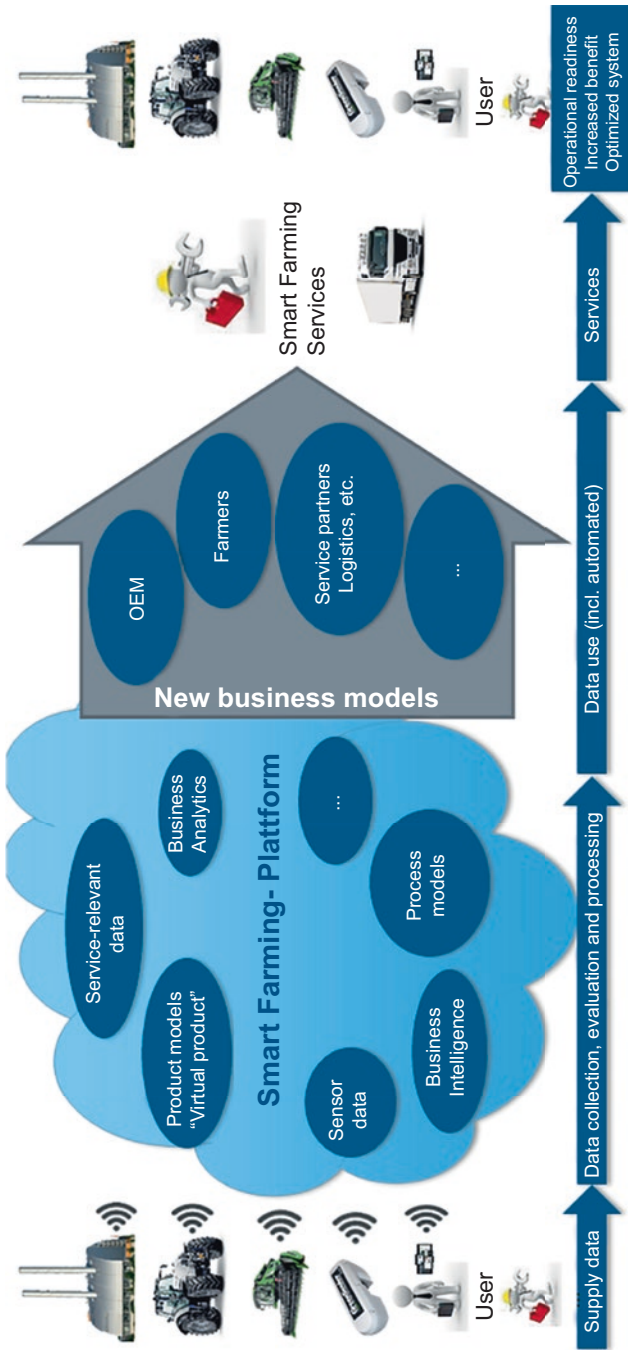 User
Smart Farming- Plattform
Service-relevant
data
Product models
“Virtual product”
Business
Analytics
Sensor
data
...
Business
Intelligence
Process
models
New business models
OEM
Farmers
Service partners
Logistics, etc.
...
Smart Farming
Services
User
Supply data
Data collection, evaluation and processing
Data use (incl. automated)
Services
Operational readiness
Increased benefit
Optimized system